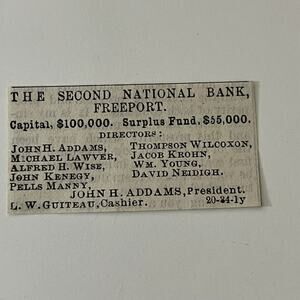 THE SECOND NATIONAL BANK,
FREEPORT.
Capital, $100,000. Surplus Fund, $55,000.
DIRECTORS:
JOHN H. ADDAMS, THOMPSON WILCOXON,
MICHAEL LAWVER, JACOB KROHN,
ALFRED H. WISE, WM. YOUNG,
JOHN KENEGY, DAVID NEIDIGH.
PELLS MANNY,
JOHN H. ADDAMS, President.
L. W. GUITEAU, Cashier. 20-24-1y